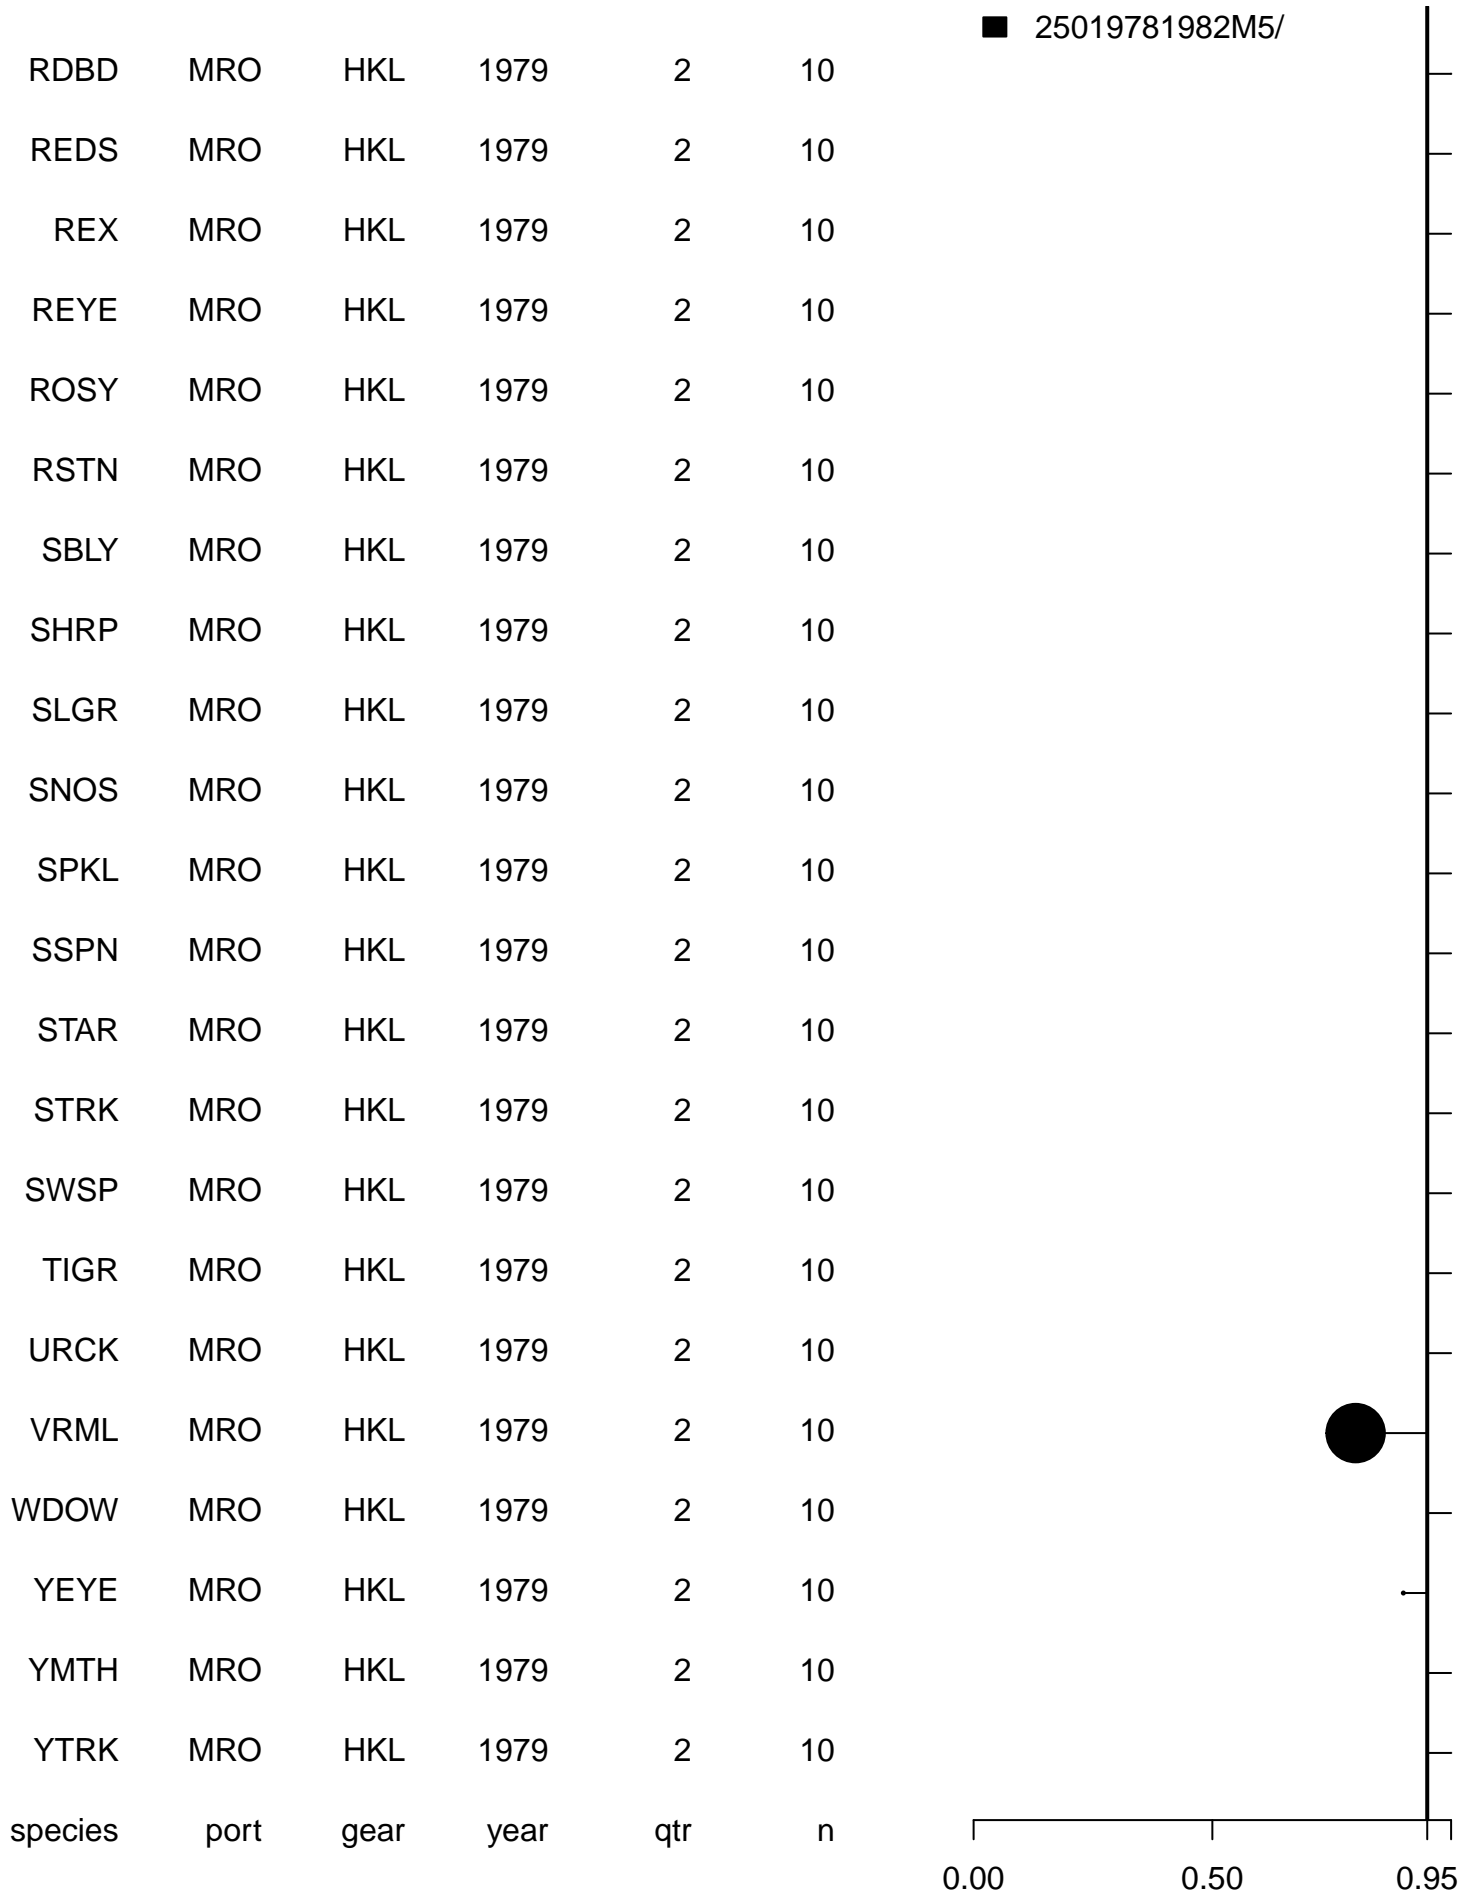 25019781982M5/
RDBD MRO HKL 1979 2 10
REDS MRO HKL 1979 2 10
REX MRO HKL 1979 2 10
REYE MRO HKL 1979 2 10
ROSY MRO HKL 1979 2 10
RSTN MRO HKL 1979 2 10
SBLY MRO HKL 1979 2 10
SHRP MRO HKL 1979 2 10
SLGR MRO HKL 1979 2 10
SNOS MRO HKL 1979 2 10
SPKL MRO HKL 1979 2 10
SSPN MRO HKL 1979 2 10
STAR MRO HKL 1979 2 10
STRK MRO HKL 1979 2 10
SWSP MRO HKL 1979 2 10
TIGR MRO HKL 1979 2 10
URCK MRO HKL 1979 2 10
VRML MRO HKL 1979 2 10
WDOW MRO HKL 1979 2 10
YEYE MRO HKL 1979 2 10
YMTH MRO HKL 1979 2 10
YTRK MRO HKL 1979 2 10
species port gear year qtr n
0.00 0.50 0.95